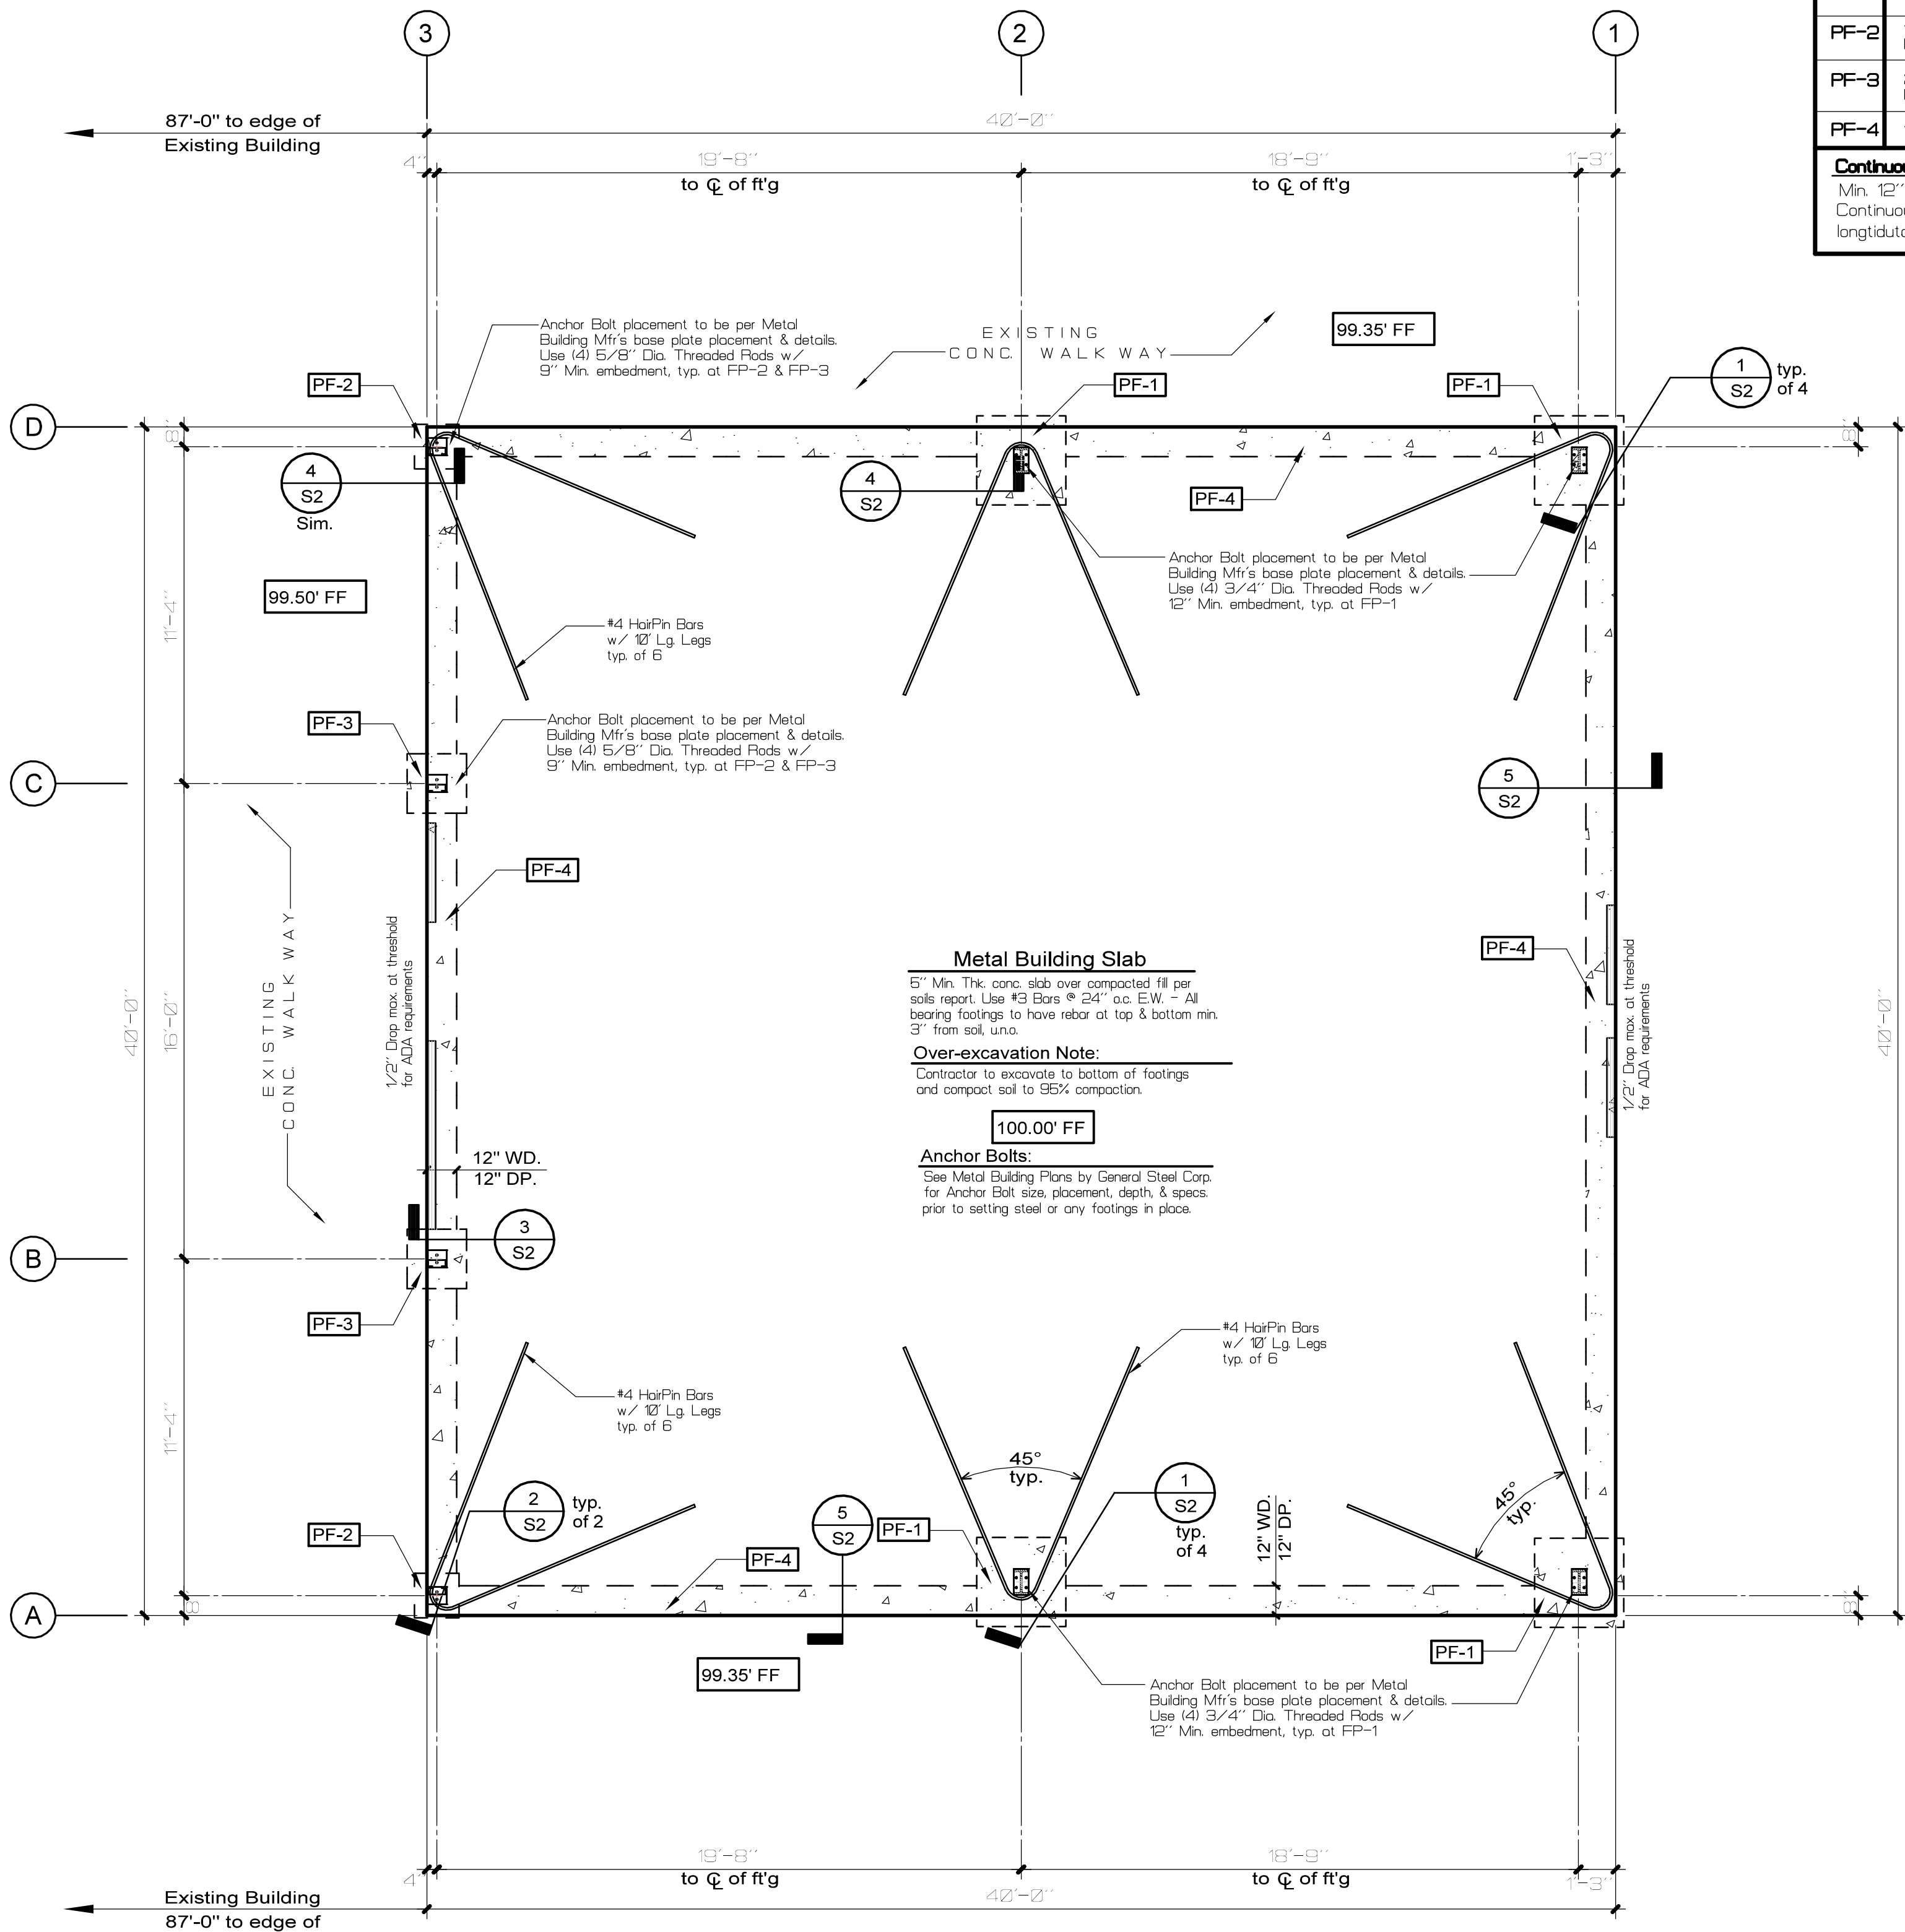 3
2
1
PF-2
PF-3
PF-4
Continuou
Min. 12''
Continuou
longtiduta
87'-0" to edge of
Existing Building
40'-0''
4''
19'-8''
to ℄ of ft'g
18'-9''
to ℄ of ft'g
1'-3''
Anchor Bolt placement to be per Metal
Building Mfr's base plate placement & details.
Use (4) 5/8'' Dia. Threaded Rods w/
9'' Min. embedment, typ. at FP-2 & FP-3
EXISTING
CONC. WALK WAY
99.35' FF
PF-2
PF-1
PF-1
1
S2
typ.
of 4
D
8''
8''
4
S2
Sim.
4
S2
PF-4
Anchor Bolt placement to be per Metal
Building Mfr's base plate placement & details.
Use (4) 3/4'' Dia. Threaded Rods w/
12'' Min. embedment, typ. at FP-1
99.50' FF
11'-4''
#4 HairPin Bars
w/ 10' Lg. Legs
typ. of 6
PF-3
Anchor Bolt placement to be per Metal
Building Mfr's base plate placement & details.
Use (4) 5/8'' Dia. Threaded Rods w/
9'' Min. embedment, typ. at FP-2 & FP-3
C
5
S2
PF-4
EXISTING
CONC. WALK WAY
1/2'' Drop max. at threshold
for ADA requirements
40'-0''
16'-0''
Metal Building Slab
5'' Min. Thk. conc. slab over compacted fill per
soils report. Use #3 Bars @ 24'' o.c. E.W. - All
bearing footings to have rebar at top & bottom min.
3'' from soil, u.n.o.
Over-excavation Note:
Contractor to excavate to bottom of footings
and compact soil to 95% compaction.
100.00' FF
Anchor Bolts:
See Metal Building Plans by General Steel Corp.
for Anchor Bolt size, placement, depth, & specs.
prior to setting steel or any footings in place.
PF-4
1/2'' Drop max. at threshold
for ADA requirements
40'-0''
12" WD.
12" DP.
3
S2
B
PF-3
#4 HairPin Bars
w/ 10' Lg. Legs
typ. of 6
#4 HairPin Bars
w/ 10' Lg. Legs
typ. of 6
11'-4''
45°
typ.
45°
typ.
2
S2
typ.
of 2
5
S2
PF-1
1
S2
typ.
of 4
12" WD.
12" DP.
PF-2
PF-4
A
8''
8''
PF-1
99.35' FF
Anchor Bolt placement to be per Metal
Building Mfr's base plate placement & details.
Use (4) 3/4'' Dia. Threaded Rods w/
12'' Min. embedment, typ. at FP-1
4''
19'-8''
to ℄ of ft'g
18'-9''
to ℄ of ft'g
1'-3''
40'-0''
Existing Building
87'-0" to edge of